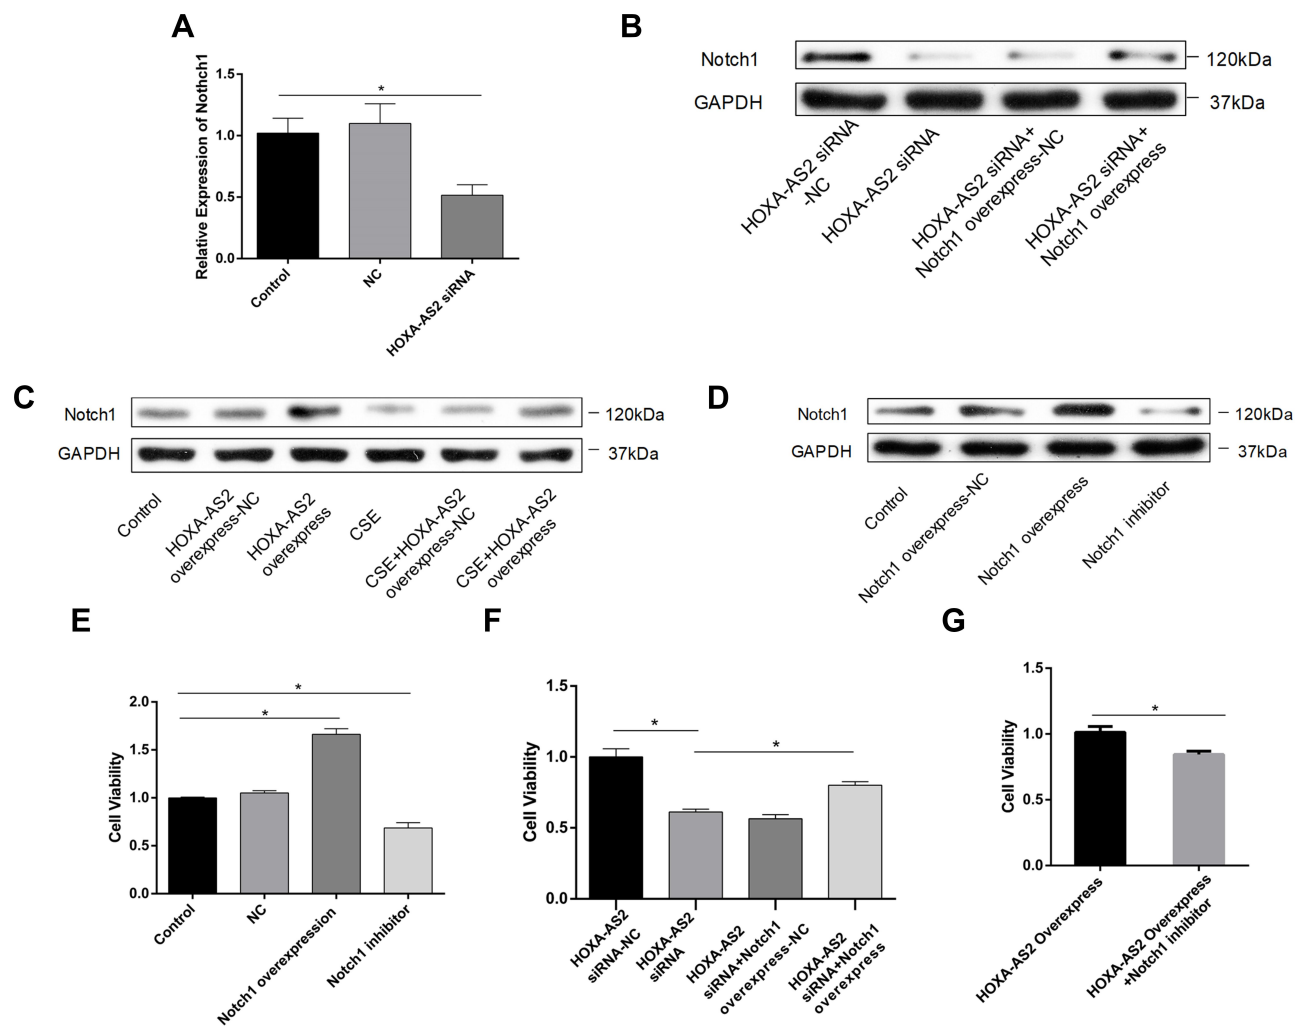 A
Relative Expression of Nothch1
1.5
1.0
0.5
0.0
*
Control
NC
HOXA-AS2 siRNA
B
Notch1
120kDa
GAPDH
37kDa
HOXA-AS2 siRNA
-NC
HOXA-AS2 siRNA
HOXA-AS2 siRNA+
Notch1 overexpress-NC
HOXA-AS2 siRNA+
Notch1 overexpress
C
Notch1
120kDa
GAPDH
37kDa
Control
HOXA-AS2
overexpress-NC
HOXA-AS2
overexpress
CSE
CSE+HOXA-AS2
overexpress-NC
CSE+HOXA-AS2
overexpress
D
Notch1
120kDa
GAPDH
37kDa
Control
Notch1 overexpress-NC
Notch1 overexpress
Notch1 inhibitor
E
Cell Viability
2.0
1.5
1.0
0.5
0.0
*
*
Control
NC
Notch1 overexpression
Notch1 inhibitor
F
Cell Viability
1.5
1.0
0.5
0.0
*
*
HOXA-AS2
siRNA-NC
HOXA-AS2
siRNA
HOXA-AS2
siRNA+Notch1
overexpress-NC
HOXA-AS2
siRNA+Notch1
overexpress
G
Cell Viability
1.5
1.0
0.5
0.0
*
HOXA-AS2 Overexpress
HOXA-AS2 Overexpress
+Notch1 inhibitor